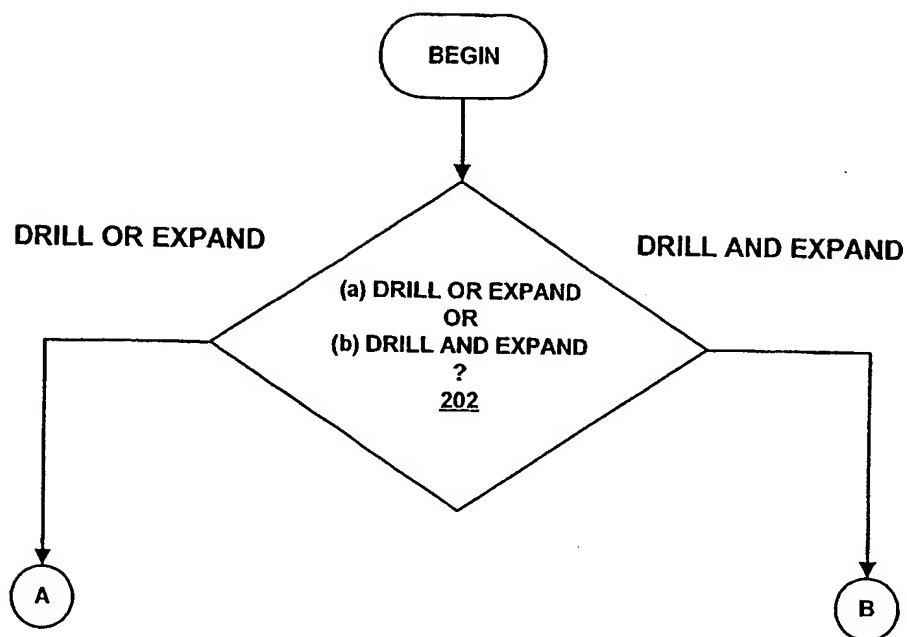 BEGIN
DRILL OR EXPAND
DRILL AND EXPAND
(a) DRILL OR EXPAND
OR
(b) DRILL AND EXPAND
?
202
A
B